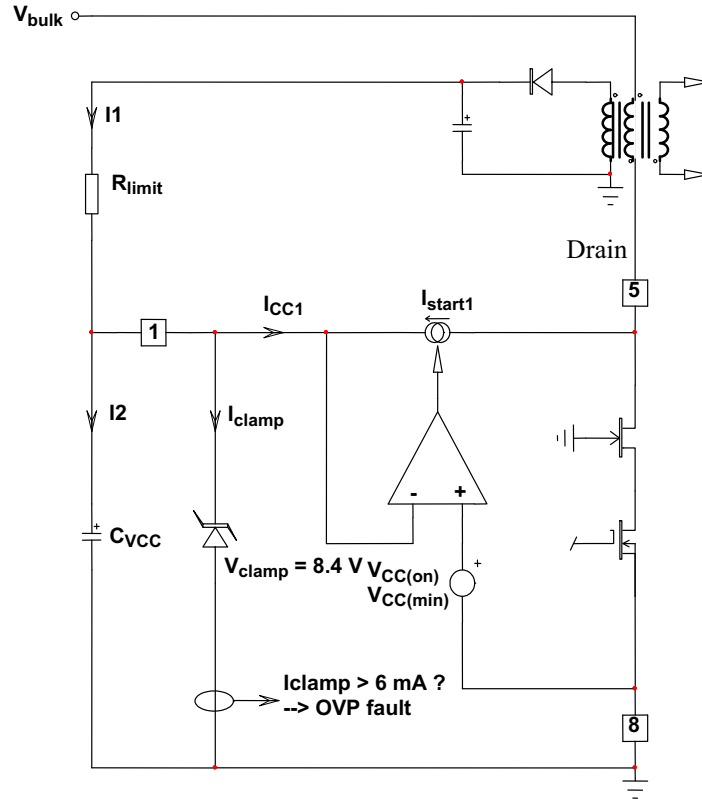 Vbulk
I1
Rlimit
Drain
5
ICC1
Istart1
1
I2
Iclamp
- +
CVCC
Vclamp = 8.4 V
VCC(on)
VCC(min)
Iclamp > 6 mA ?
--> OVP fault
8